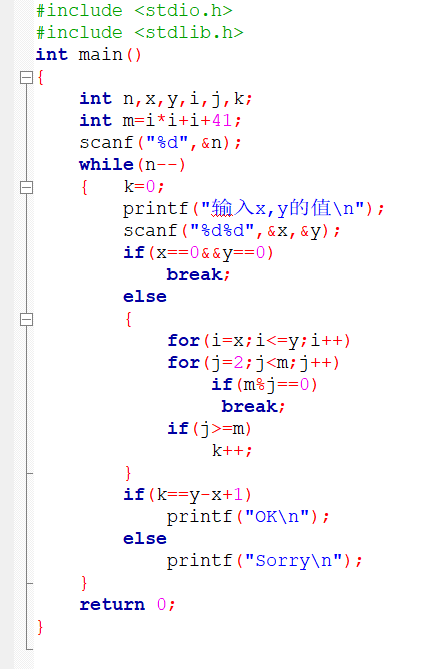 #include <stdio.h>
#include <stdlib.h>
int main()
{
    int n,x,y,i,j,k;
    int m=i*i+i+41;
    scanf("%d",&n);
    while(n--)
    {   k=0;
        printf("输入x,y的值\n");
        scanf("%d%d",&x,&y);
        if(x==0&&y==0)
            break;
        else
        {
            for(i=x;i<=y;i++)
            for(j=2;j<m;j++)
                if(m%j==0)
                 break;
            if(j>=m)
                k++;
        }
        if(k==y-x+1)
            printf("OK\n");
        else
            printf("Sorry\n");
    }
    return 0;
}